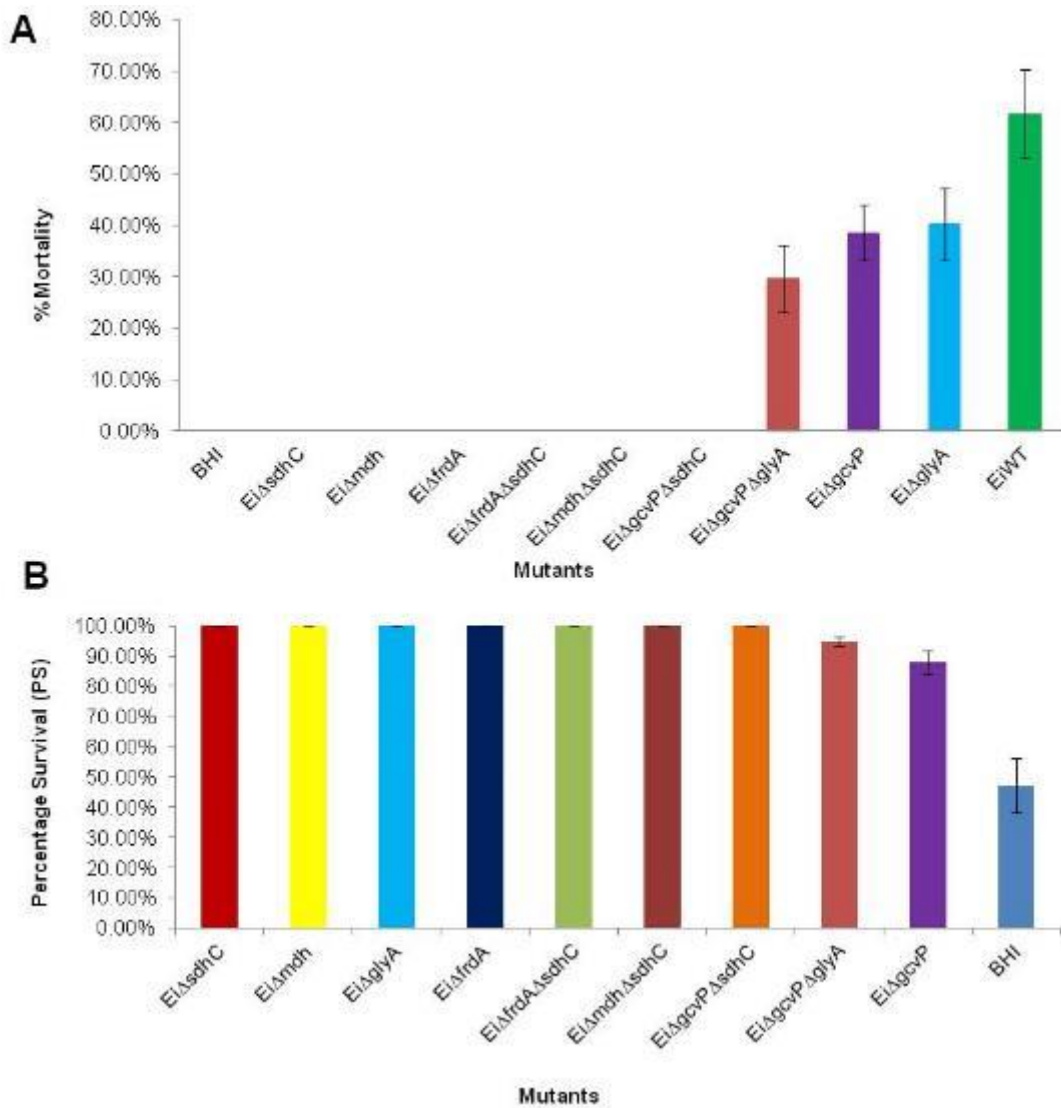 A
80.00%
70.00%
60.00%
50.00%
40.00%
30.00%
20.00%
10.00%
0.00%
%Mortality
BHI
EiΔsdhC
EiΔmdh
EiΔfrdA
EiΔfrdAΔsdhC
EiΔmdhΔsdhC
EiΔgcvPΔsdhC
EiΔgcvPΔglyA
EiΔgcvP
EiΔglyA
EiWT
Mutants
B
100.00%
90.00%
80.00%
70.00%
60.00%
50.00%
40.00%
30.00%
20.00%
10.00%
0.00%
Percentage Survival (PS)
EiΔsdhC
EiΔmdh
EiΔglyA
EiΔfrdA
EiΔfrdAΔsdhC
EiΔmdhΔsdhC
EiΔgcvPΔsdhC
EiΔgcvPΔglyA
EiΔgcvP
BHI
Mutants